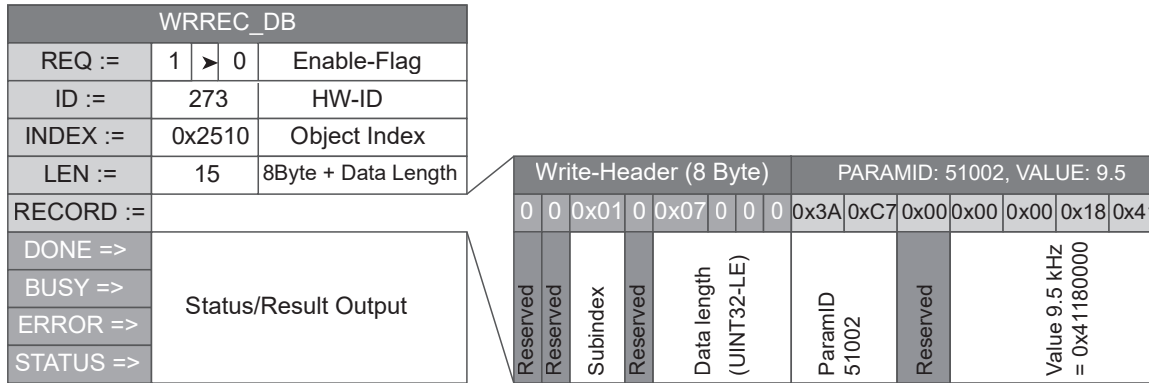 WRREC_DB
REQ := 1 ➤ 0 Enable-Flag
ID := 273 HW-ID
INDEX := 0x2510 Object Index
LEN := 15 8Byte + Data Length
RECORD :=
DONE =>
BUSY =>
ERROR =>
STATUS =>
Status/Result Output
Write-Header (8 Byte) PARAMID: 51002, VALUE: 9.5
0 0 0x01 0 0x07 0 0 0 0x3A 0xC7 0x00 0x00 0x00 0x18 0x41
Reserved
Reserved
Subindex
Reserved
Data length
(UINT32-LE)
ParamID
51002
Reserved
Value 9.5 kHz
= 0x41180000